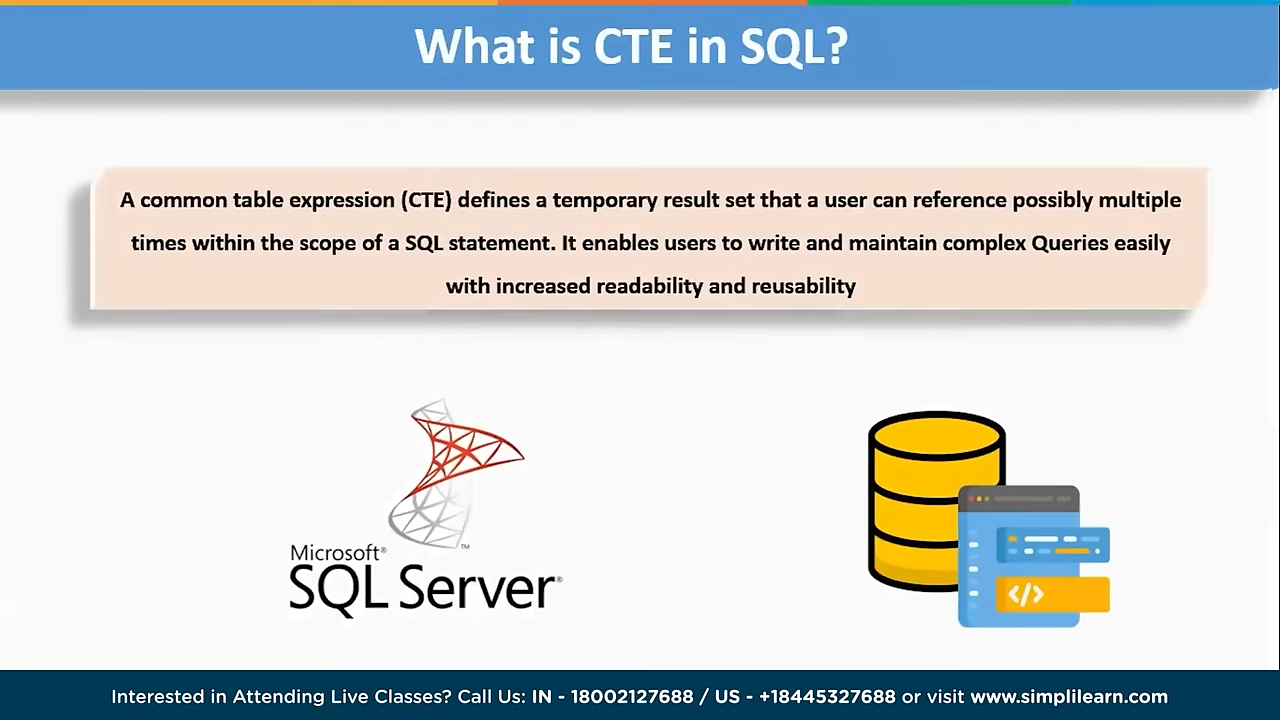 What is CTE in SQL?
A common table expression (CTE) defines a temporary result set that a user can reference possibly multiple
times within the scope of a SQL statement. It enables users to write and maintain complex Queries easily
with increased readability and reusability
Microsoft®
SQL Server®
™
</>
Interested in Attending Live Classes? Call Us: IN - 18002127688 / US - +18445327688 or visit www.simplilearn.com